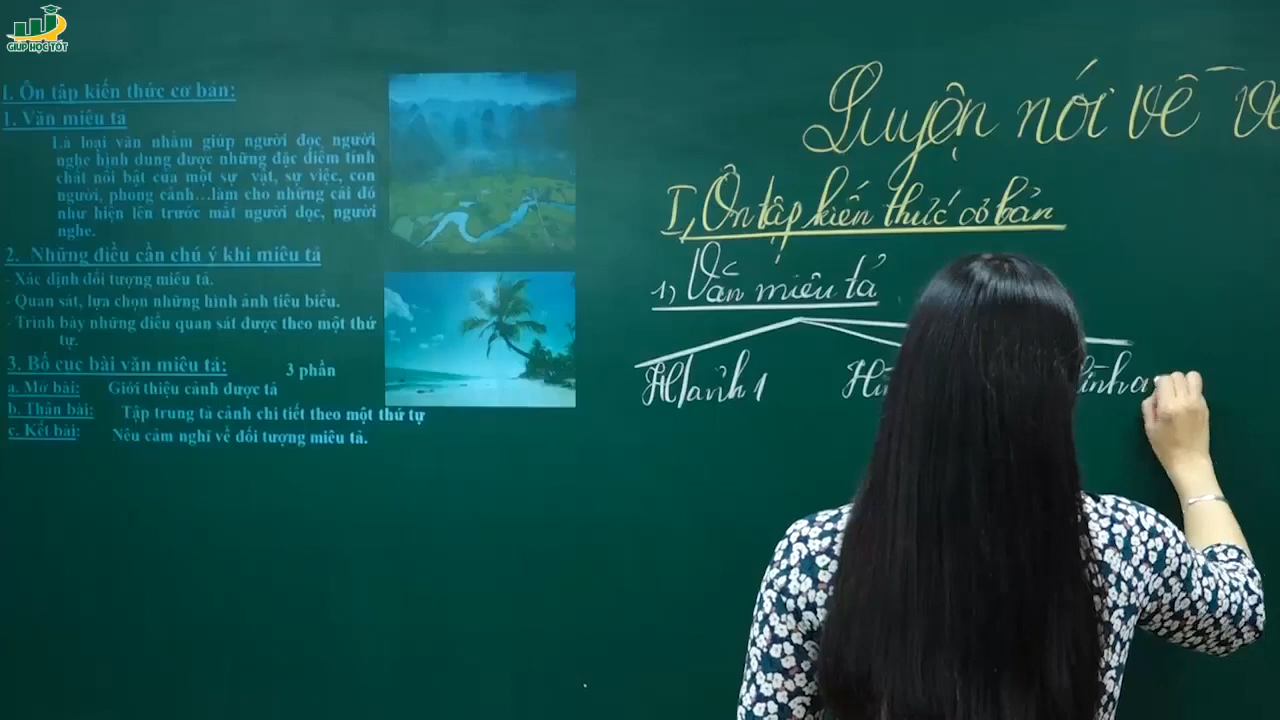 GIUP HỌC TỐT
I. Ôn tập kiến thức cơ bản:
1. Văn miêu tả
Là loại văn nhằm giúp người đọc người
nghe hình dung được những đặc điểm tính
chất nổi bật của một sự vật, sự việc, con
người, phong cảnh...làm cho những cái đó
như hiện lên trước mắt người đọc, người
nghe.
2. Những điều cần chú ý khi miêu tả
- Xác định đối tượng miêu tả.
- Quan sát, lựa chọn những hình ảnh tiêu biểu.
- Trình bày những điều quan sát được theo một thứ
tự.
3. Bố cục bài văn miêu tả: 3 phần
a. Mở bài: Giới thiệu cảnh được tả
b. Thân bài: Tập trung tả cảnh chi tiết theo một thứ tự
c. Kết bài: Nêu cảm nghĩ về đối tượng miêu tả.
Luyện nói về
I, Ôn tập kiến thức cơ bản
1, Văn miêu tả
1